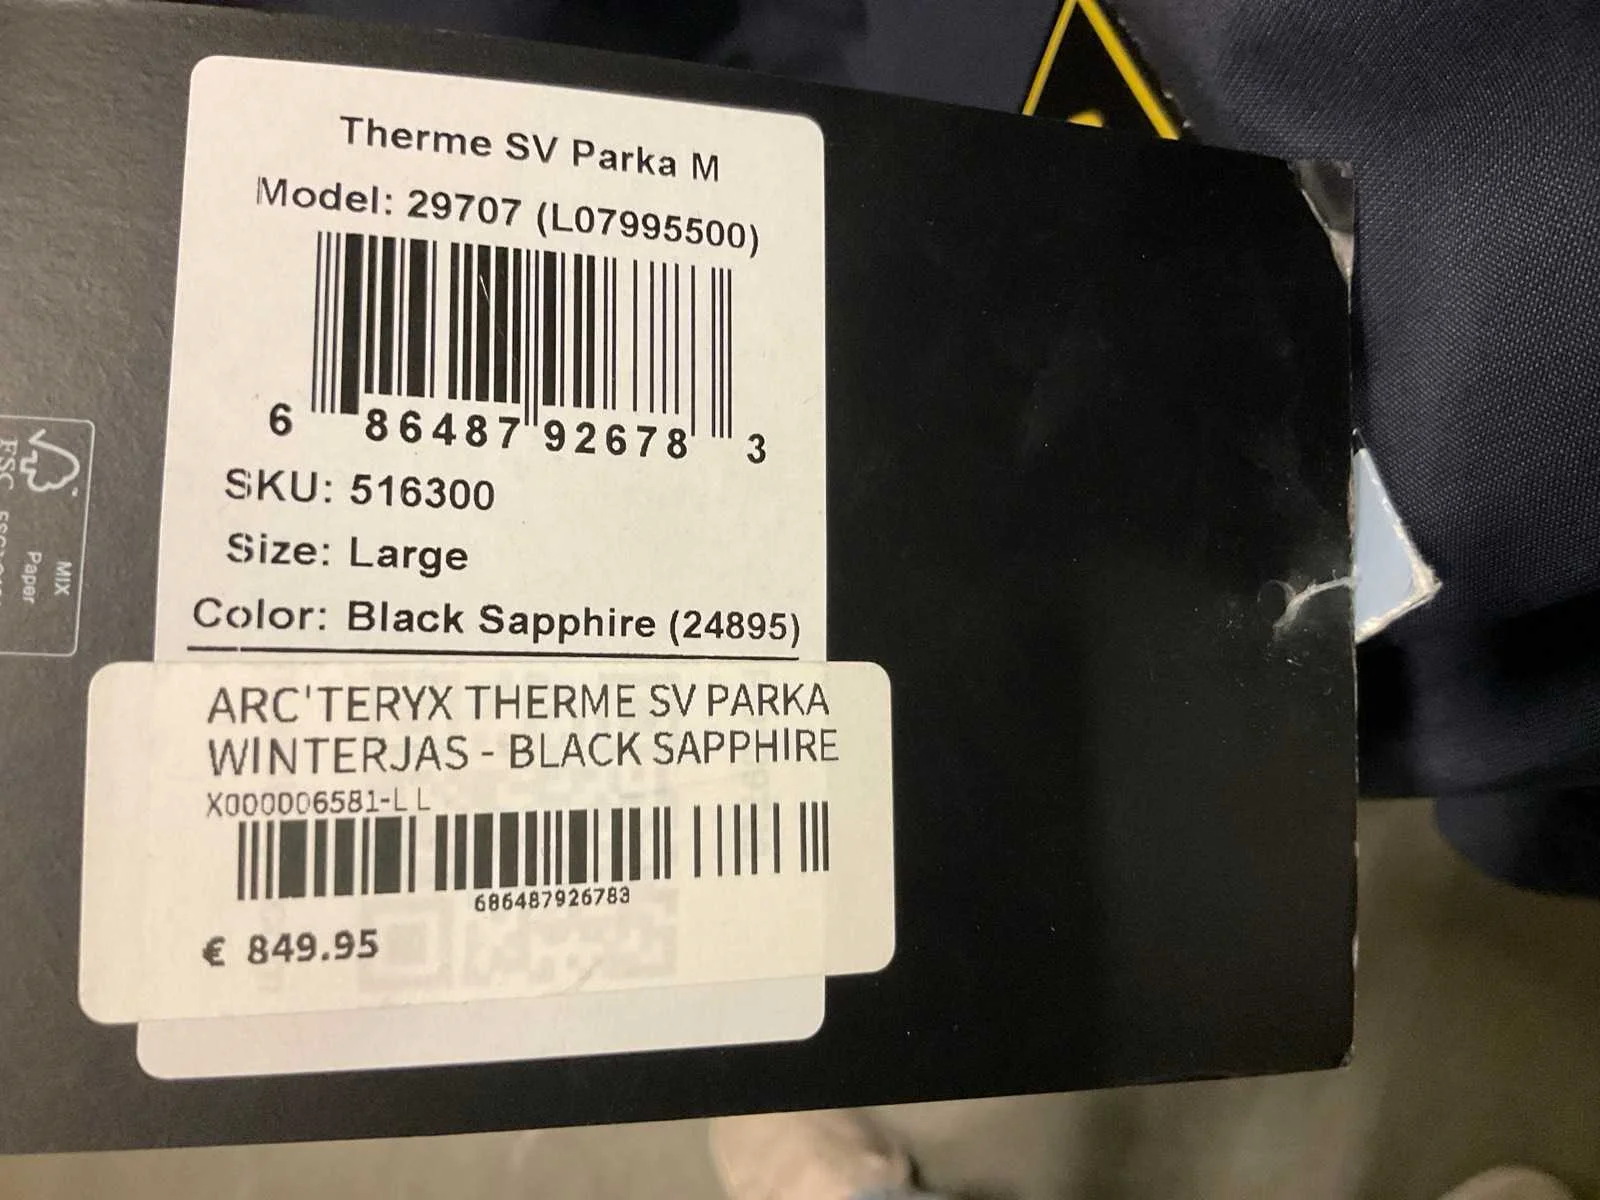 Therme SV Parka M
Model: 29707 (L07995500)
6 86487 92678 3
SKU: 516300
Size: Large
Color: Black Sapphire (24895)
ARC'TERYX THERME SV PARKA
WINTERJAS - BLACK SAPPHIRE
X000006581-L L
686487926783
€ 849.95
FSC
MIX
Paper